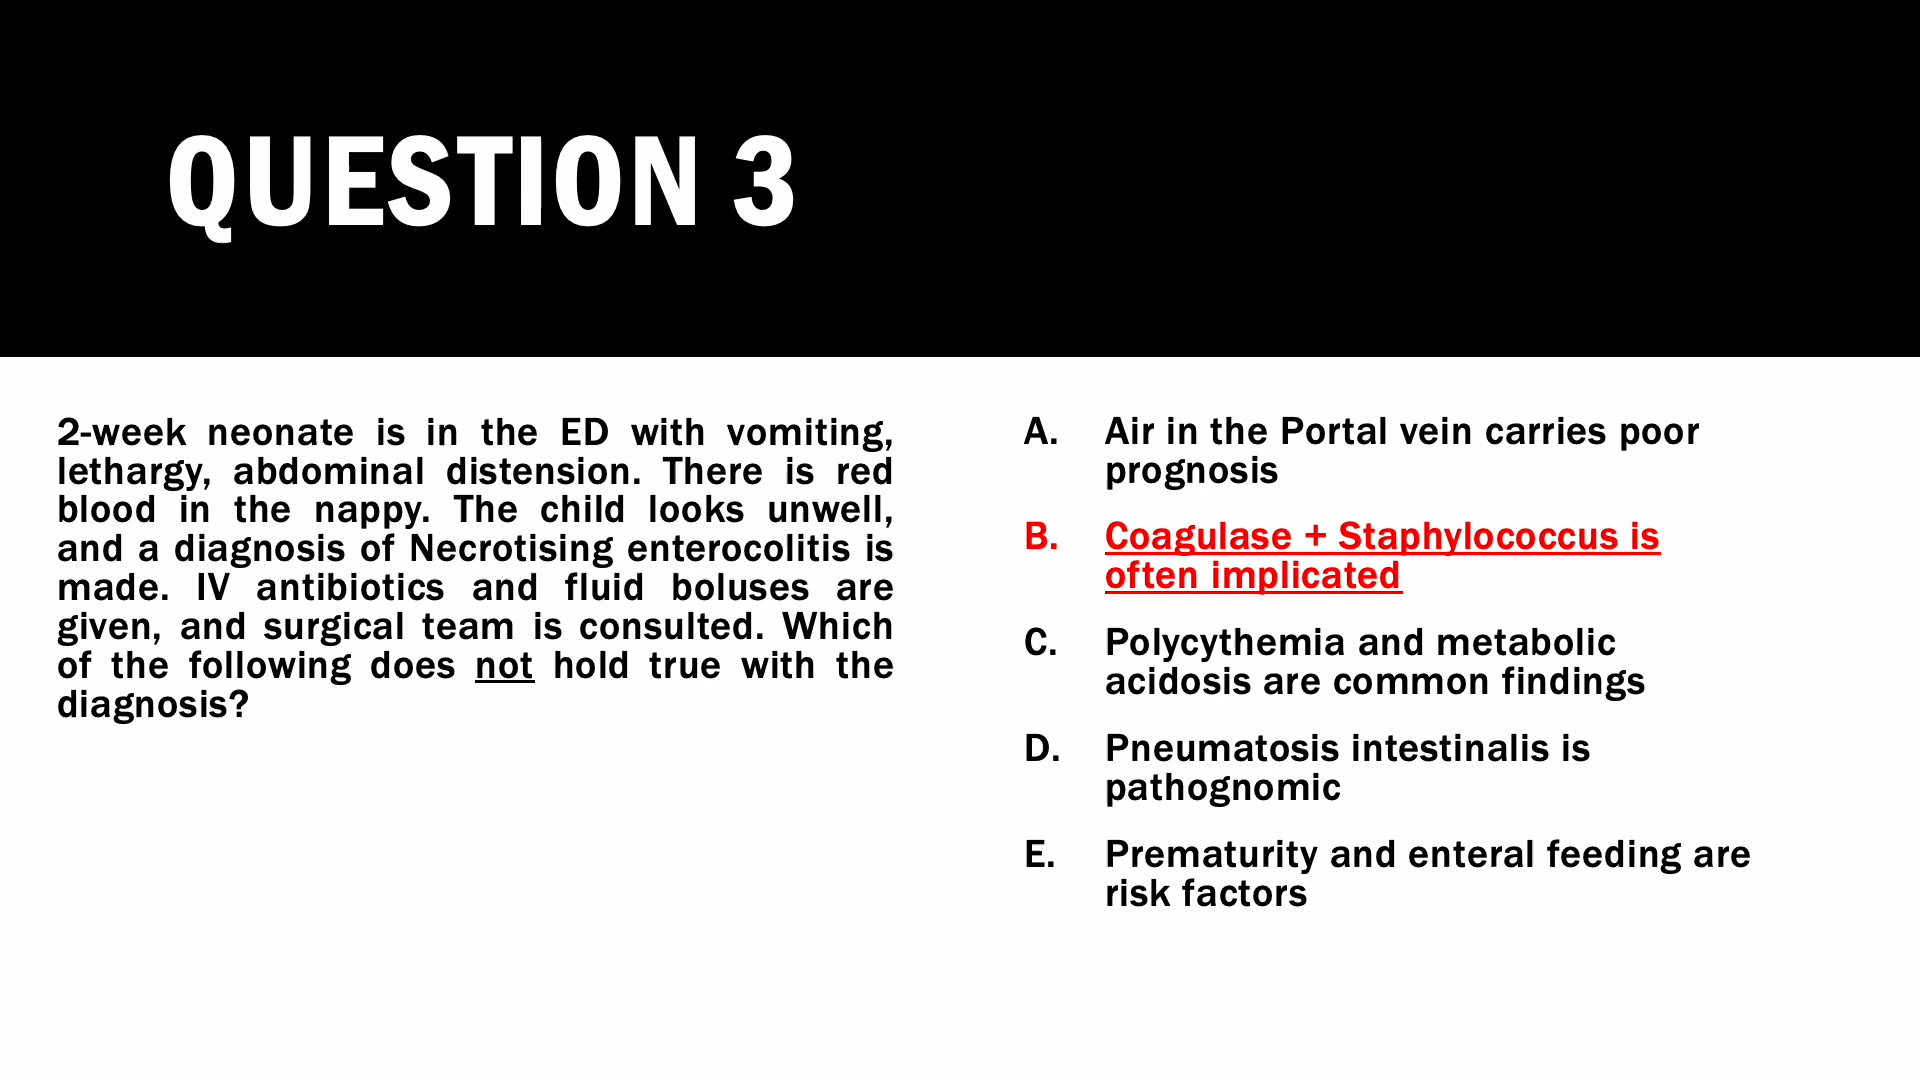 QUESTION 3
2-week neonate is in the ED with vomiting,
lethargy, abdominal distension. There is red
blood in the nappy. The child looks unwell,
and a diagnosis of Necrotising enterocolitis is
made. IV antibiotics and fluid boluses are
given, and surgical team is consulted. Which
of the following does not hold true with the
diagnosis?
A. Air in the Portal vein carries poor
prognosis
B. Coagulase + Staphylococcus is
often implicated
C. Polycythemia and metabolic
acidosis are common findings
D. Pneumatosis intestinalis is
pathognomic
E. Prematurity and enteral feeding are
risk factors